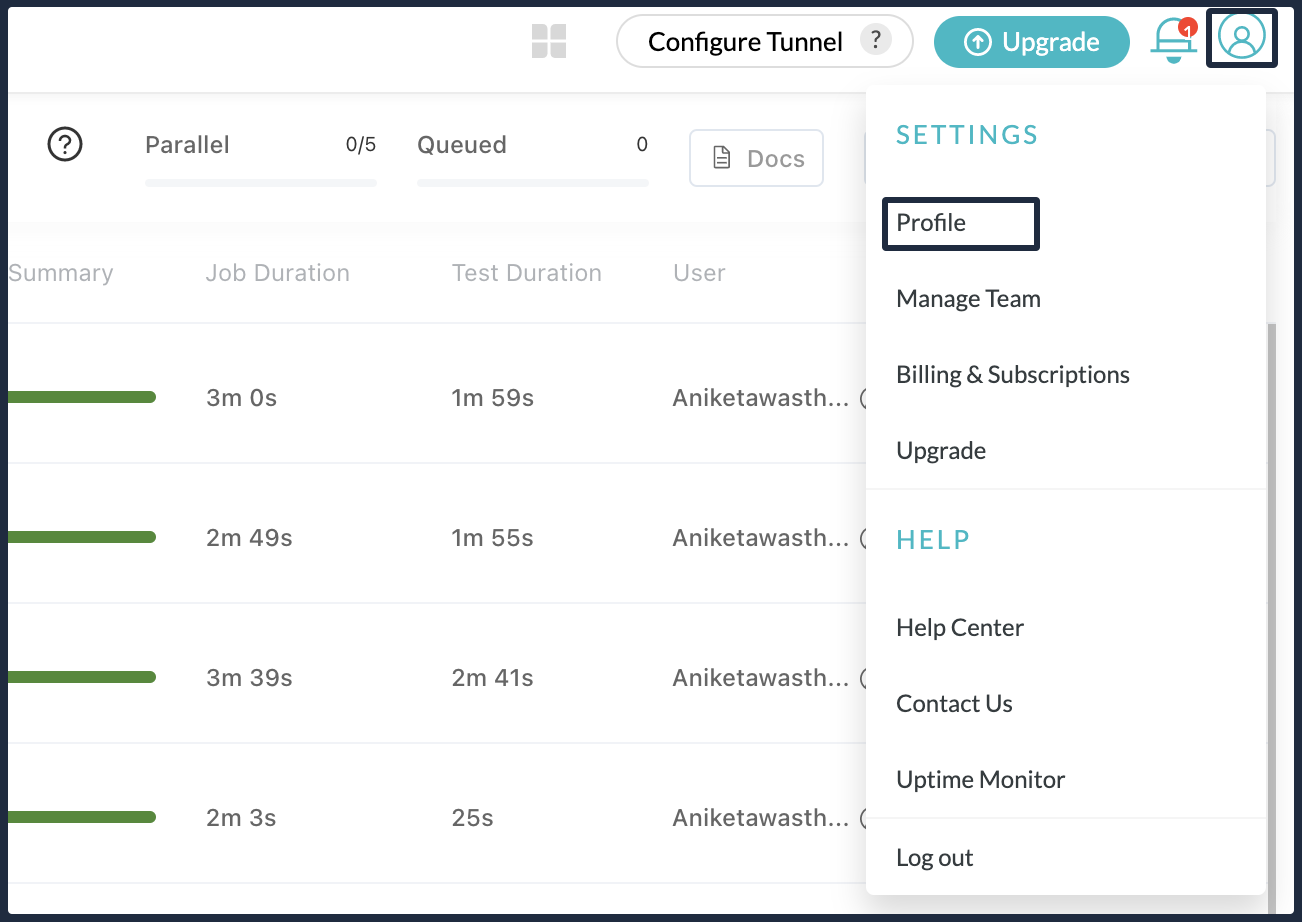 Configure Tunnel ?
Upgrade
1
? Parallel 0/5 Queued 0
Docs
SETTINGS
Profile
Manage Team
Billing & Subscriptions
Upgrade
HELP
Help Center
Contact Us
Uptime Monitor
Log out
Summary Job Duration Test Duration User
3m 0s 1m 59s Aniketawasth...
2m 49s 1m 55s Aniketawasth...
3m 39s 2m 41s Aniketawasth...
2m 3s 25s Aniketawasth...